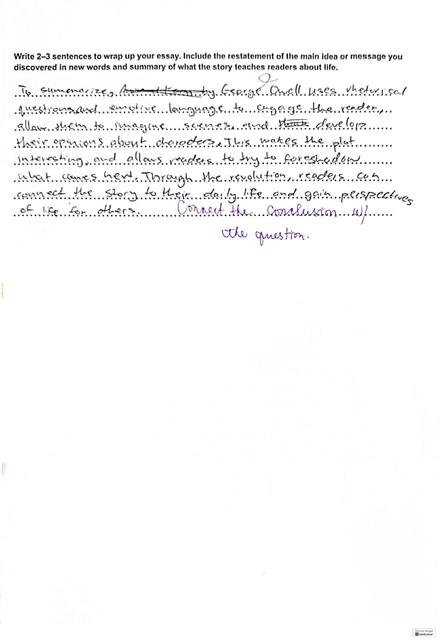 Write 2–3 sentences to wrap up your essay. Include the restatement of the main idea or message you
discovered in new words and summary of what the story teaches readers about life.
To summarize, by George Orwell uses rhetorical
questions and emotive language to engage the reader,
allow them to imagine scenes, and develop
their opinions about characters. This makes the plot
interesting, and allows readers to try to foreshadow
what comes next. Through the revolution, readers can
connect the story to their daily life and gain perspectives
of life for others. Connect the conclusion w/
the question.